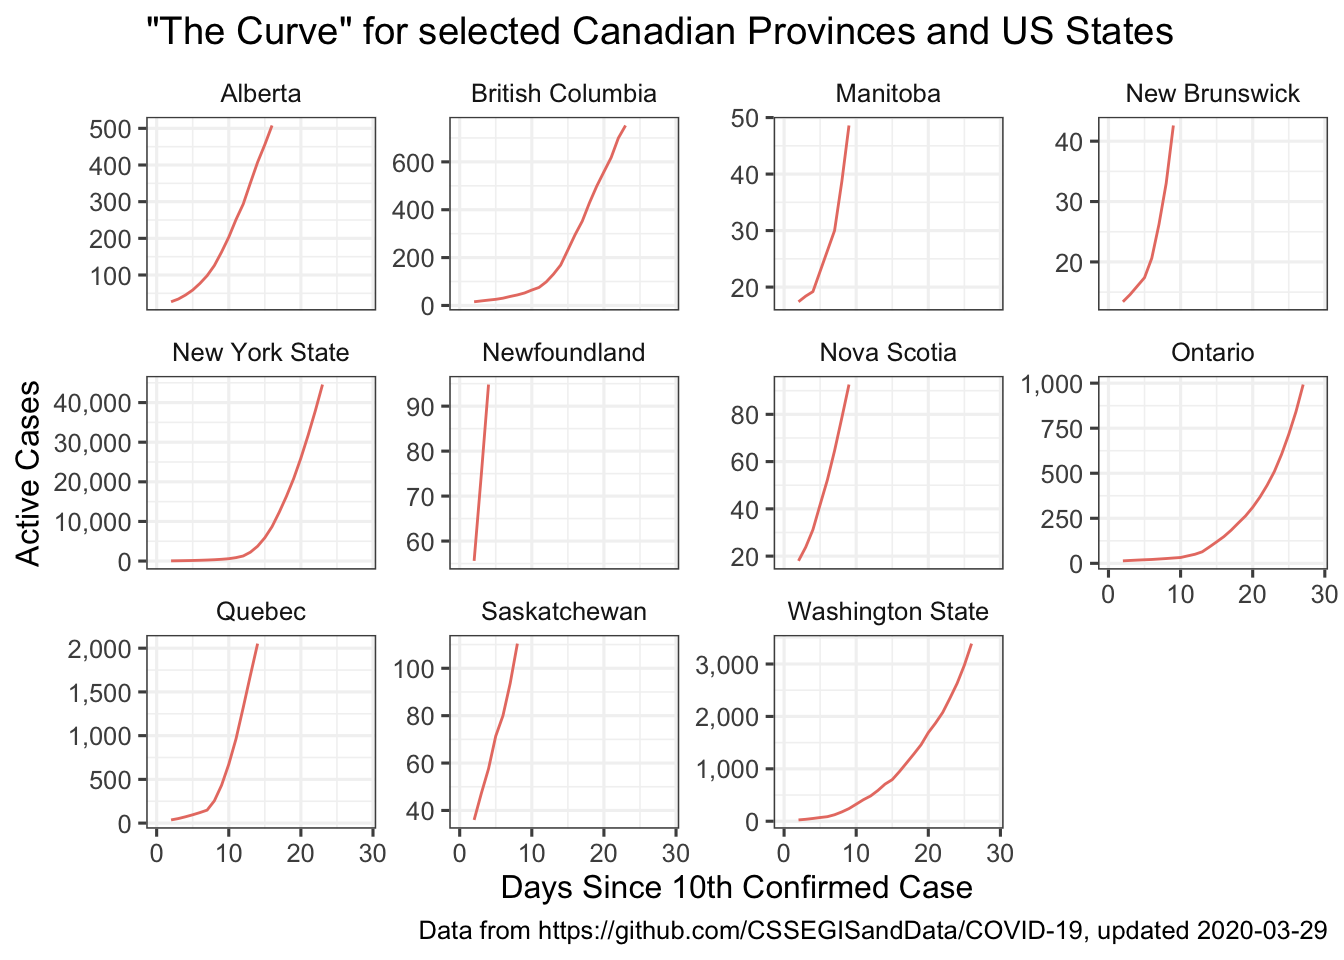 "The Curve" for selected Canadian Provinces and US States
Alberta
British Columbia
Manitoba
New Brunswick
500
400
300
200
100
600
400
200
0
50
40
30
20
40
30
20
New York State
Newfoundland
Nova Scotia
Ontario
40,000
30,000
20,000
10,000
0
90
80
70
60
80
60
40
20
1,000
750
500
250
0
0 10 20 30
Active Cases
Quebec
Saskatchewan
Washington State
2,000
1,500
1,000
500
0
100
80
60
40
3,000
2,000
1,000
0
0 10 20 30
0 10 20 30
0 10 20 30
Days Since 10th Confirmed Case
Data from https://github.com/CSSEGISandData/COVID-19, updated 2020-03-29